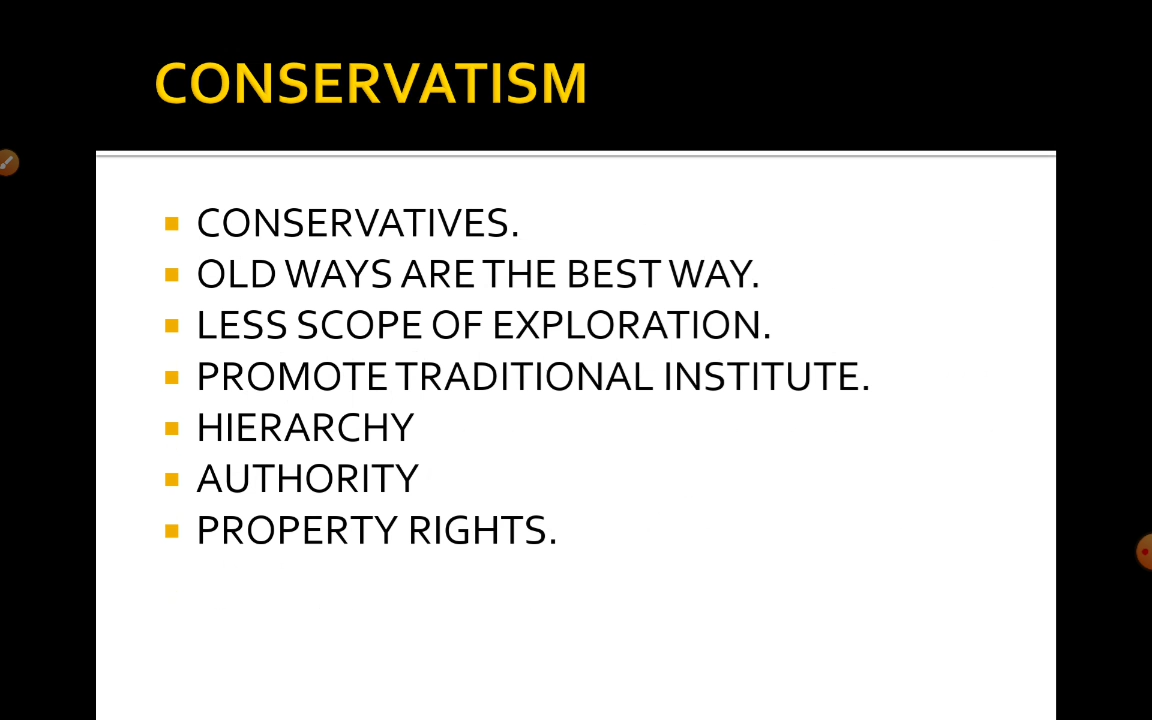 CONSERVATISM
CONSERVATIVES.
OLD WAYS ARE THE BEST WAY.
LESS SCOPE OF EXPLORATION.
PROMOTE TRADITIONAL INSTITUTE.
HIERARCHY
AUTHORITY
PROPERTY RIGHTS.